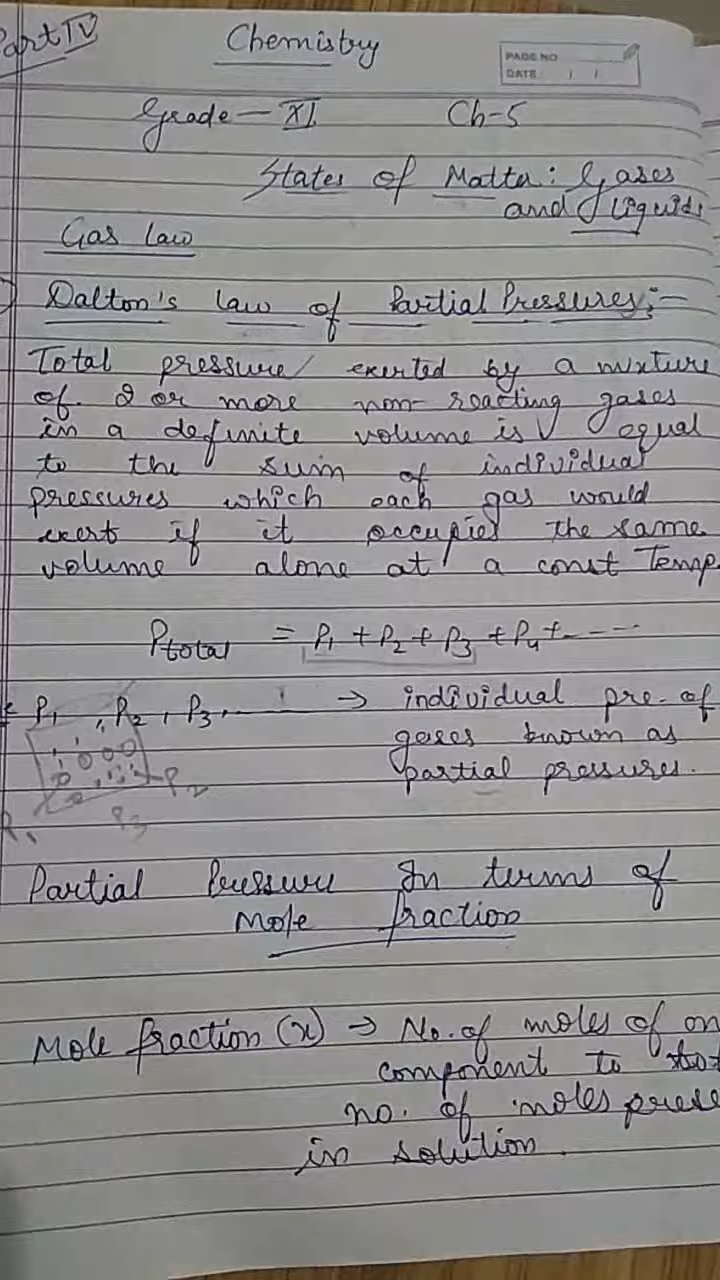 Part IV
Chemistry
PAGE NO
DATE / /
Grade - XI Ch-5
States of Matter: Gases
and Liquids
Gas Law
Dalton's Law of Partial Pressures:-
Total pressure exerted by a mixture
of 2 or more non-reacting gases
in a definite volume is equal
to the sum of individual
pressures which each gas would
exert if it occupies the same
volume alone at a const Temp
Ptotal = P1 + P2 + P3 + P4 + -----
P1, P2, P3, ---- → individual pre. of
gases known as
partial pressures.
P2
P3
Partial Pressure In terms of
Mole fraction
Mole fraction (x) → No. of moles of on
component to tot
no. of moles prese
in solution.